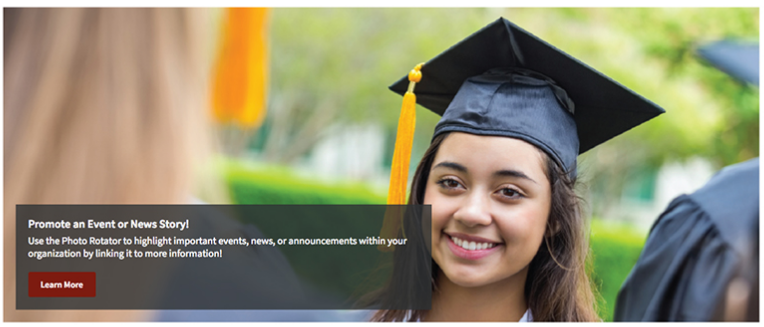 Promote an Event or News Story!
Use the Photo Rotator to highlight important events, news, or announcements within your
organization by linking it to more information!
Learn More